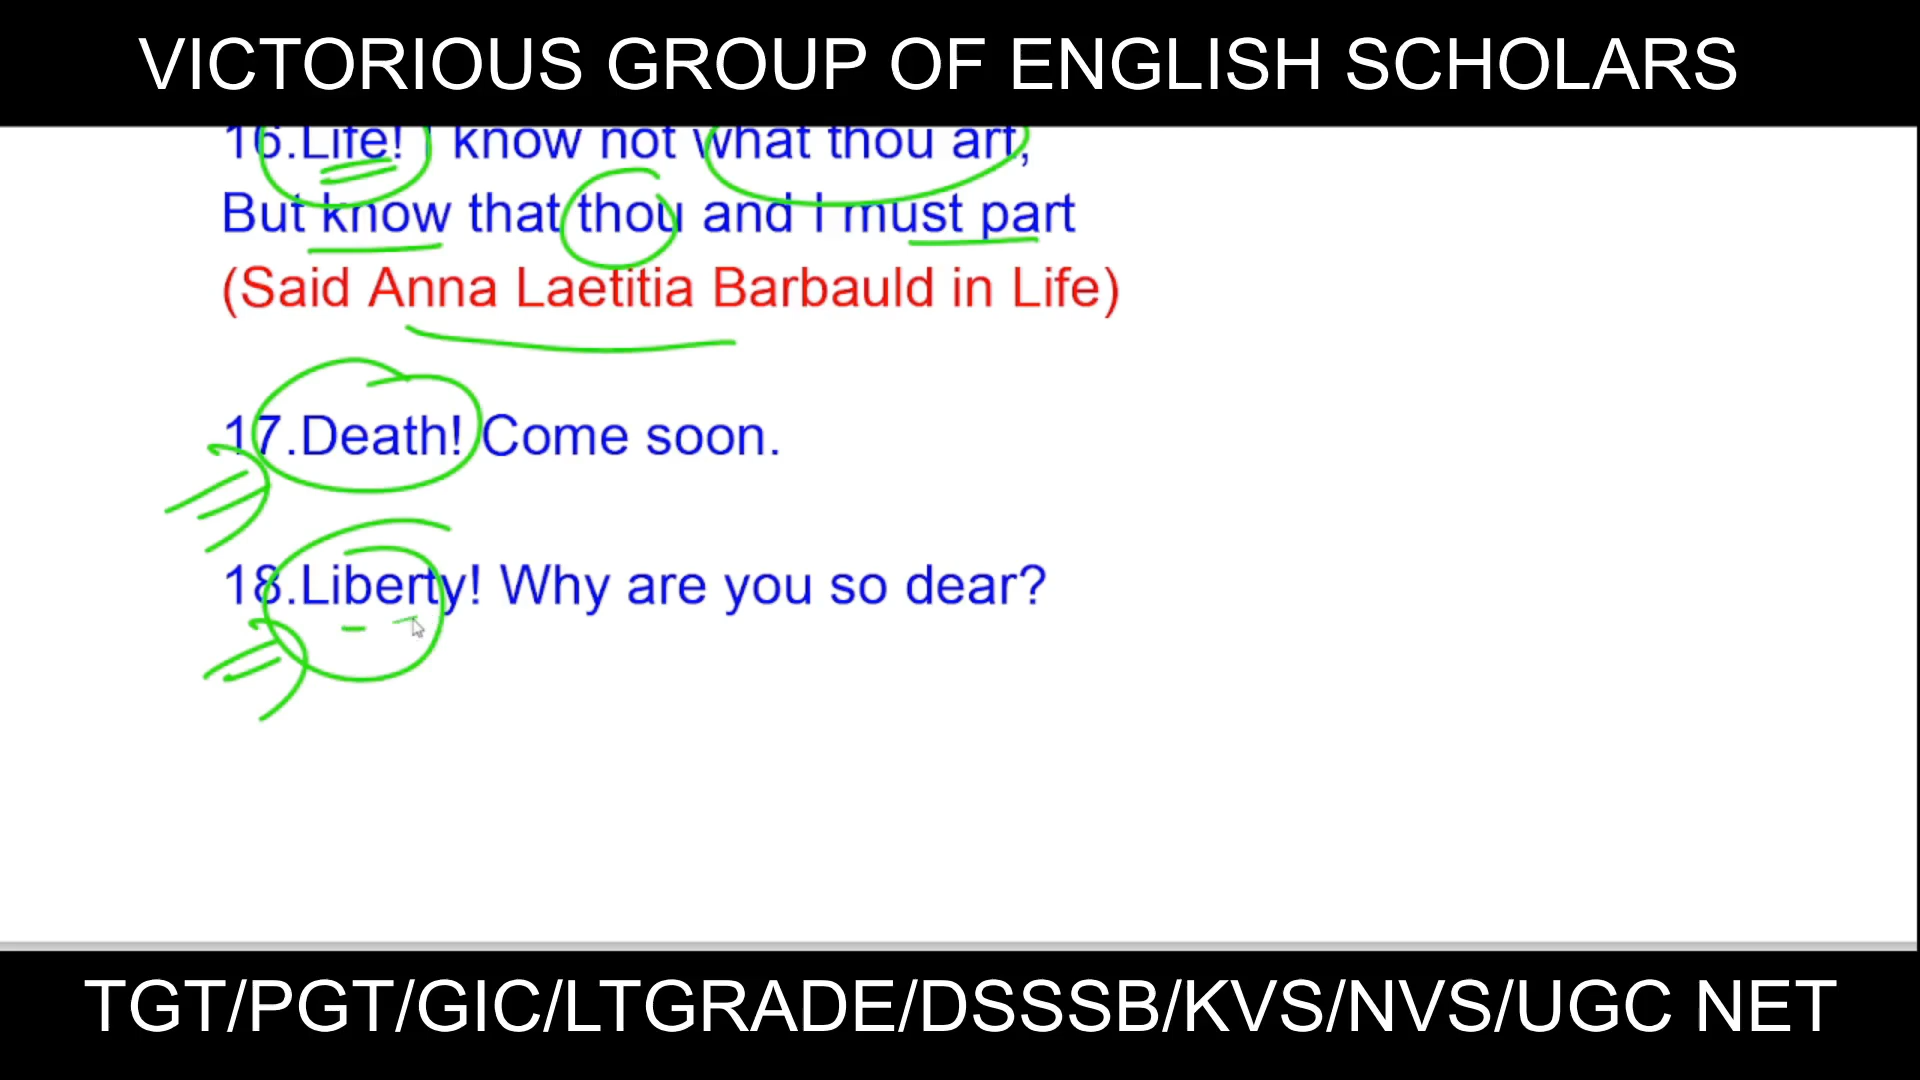 VICTORIOUS GROUP OF ENGLISH SCHOLARS
16.Life! I know not what thou art,
But know that thou and I must part
(Said Anna Laetitia Barbauld in Life)
17.Death! Come soon.
18.Liberty! Why are you so dear?
TGT/PGT/GIC/LTGRADE/DSSSB/KVS/NVS/UGC NET